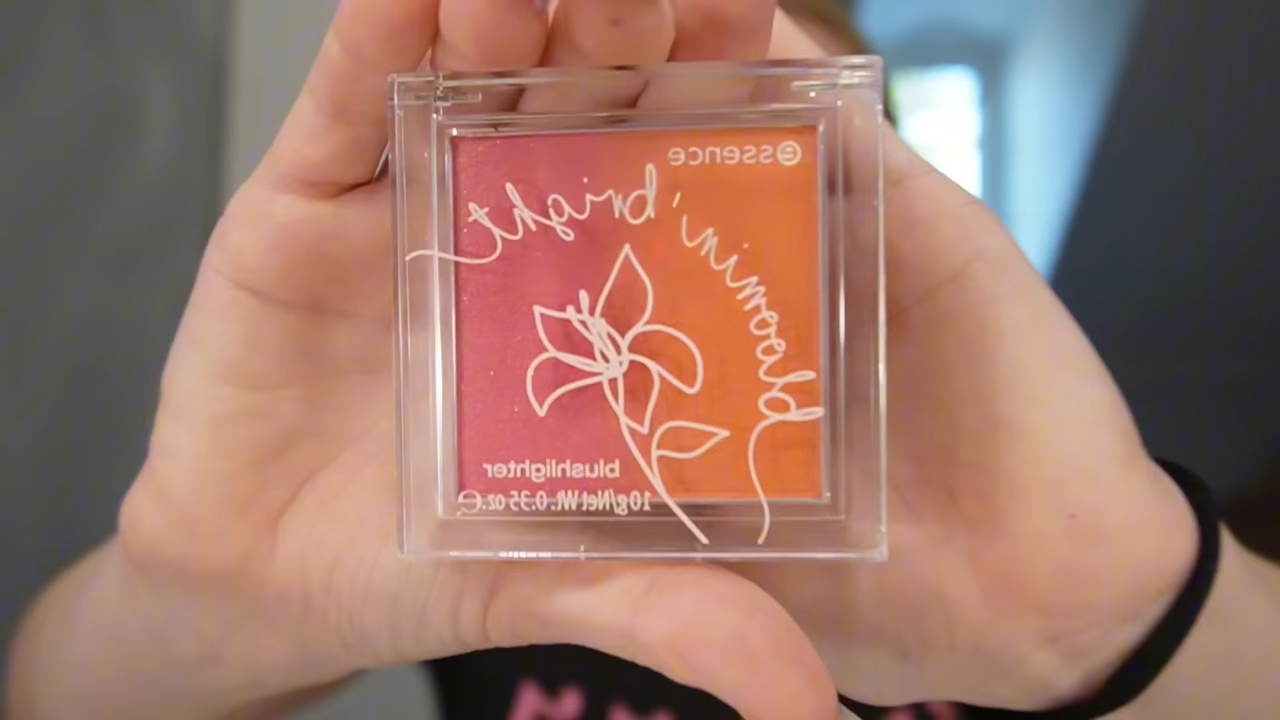 essence
bloomin' bright
blushlighter
10g/Net Wt. 0.35 oz. e